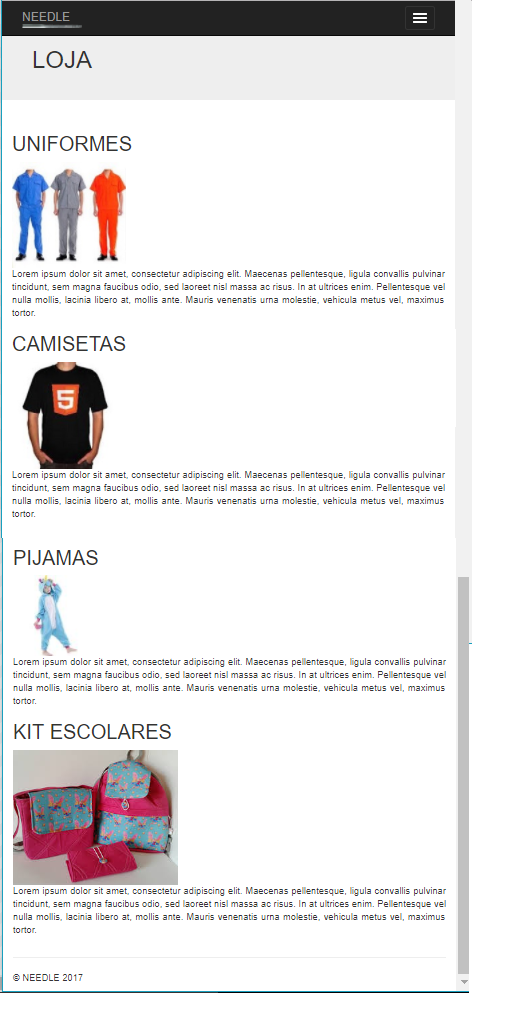 NEEDLE
LOJA
UNIFORMES
Lorem ipsum dolor sit amet, consectetur adipiscing elit. Maecenas pellentesque, ligula convallis pulvinar
tincidunt, sem magna faucibus odio, sed laoreet nisl massa ac risus. In at ultrices enim. Pellentesque vel
nulla mollis, lacinia libero at, mollis ante. Mauris venenatis urna molestie, vehicula metus vel, maximus
tortor.
CAMISETAS
5
Lorem ipsum dolor sit amet, consectetur adipiscing elit. Maecenas pellentesque, ligula convallis pulvinar
tincidunt, sem magna faucibus odio, sed laoreet nisl massa ac risus. In at ultrices enim. Pellentesque vel
nulla mollis, lacinia libero at, mollis ante. Mauris venenatis urna molestie, vehicula metus vel, maximus
tortor.
PIJAMAS
Lorem ipsum dolor sit amet, consectetur adipiscing elit. Maecenas pellentesque, ligula convallis pulvinar
tincidunt, sem magna faucibus odio, sed laoreet nisl massa ac risus. In at ultrices enim. Pellentesque vel
nulla mollis, lacinia libero at, mollis ante. Mauris venenatis urna molestie, vehicula metus vel, maximus
tortor.
KIT ESCOLARES
Lorem ipsum dolor sit amet, consectetur adipiscing elit. Maecenas pellentesque, ligula convallis pulvinar
tincidunt, sem magna faucibus odio, sed laoreet nisl massa ac risus. In at ultrices enim. Pellentesque vel
nulla mollis, lacinia libero at, mollis ante. Mauris venenatis urna molestie, vehicula metus vel, maximus
tortor.
© NEEDLE 2017